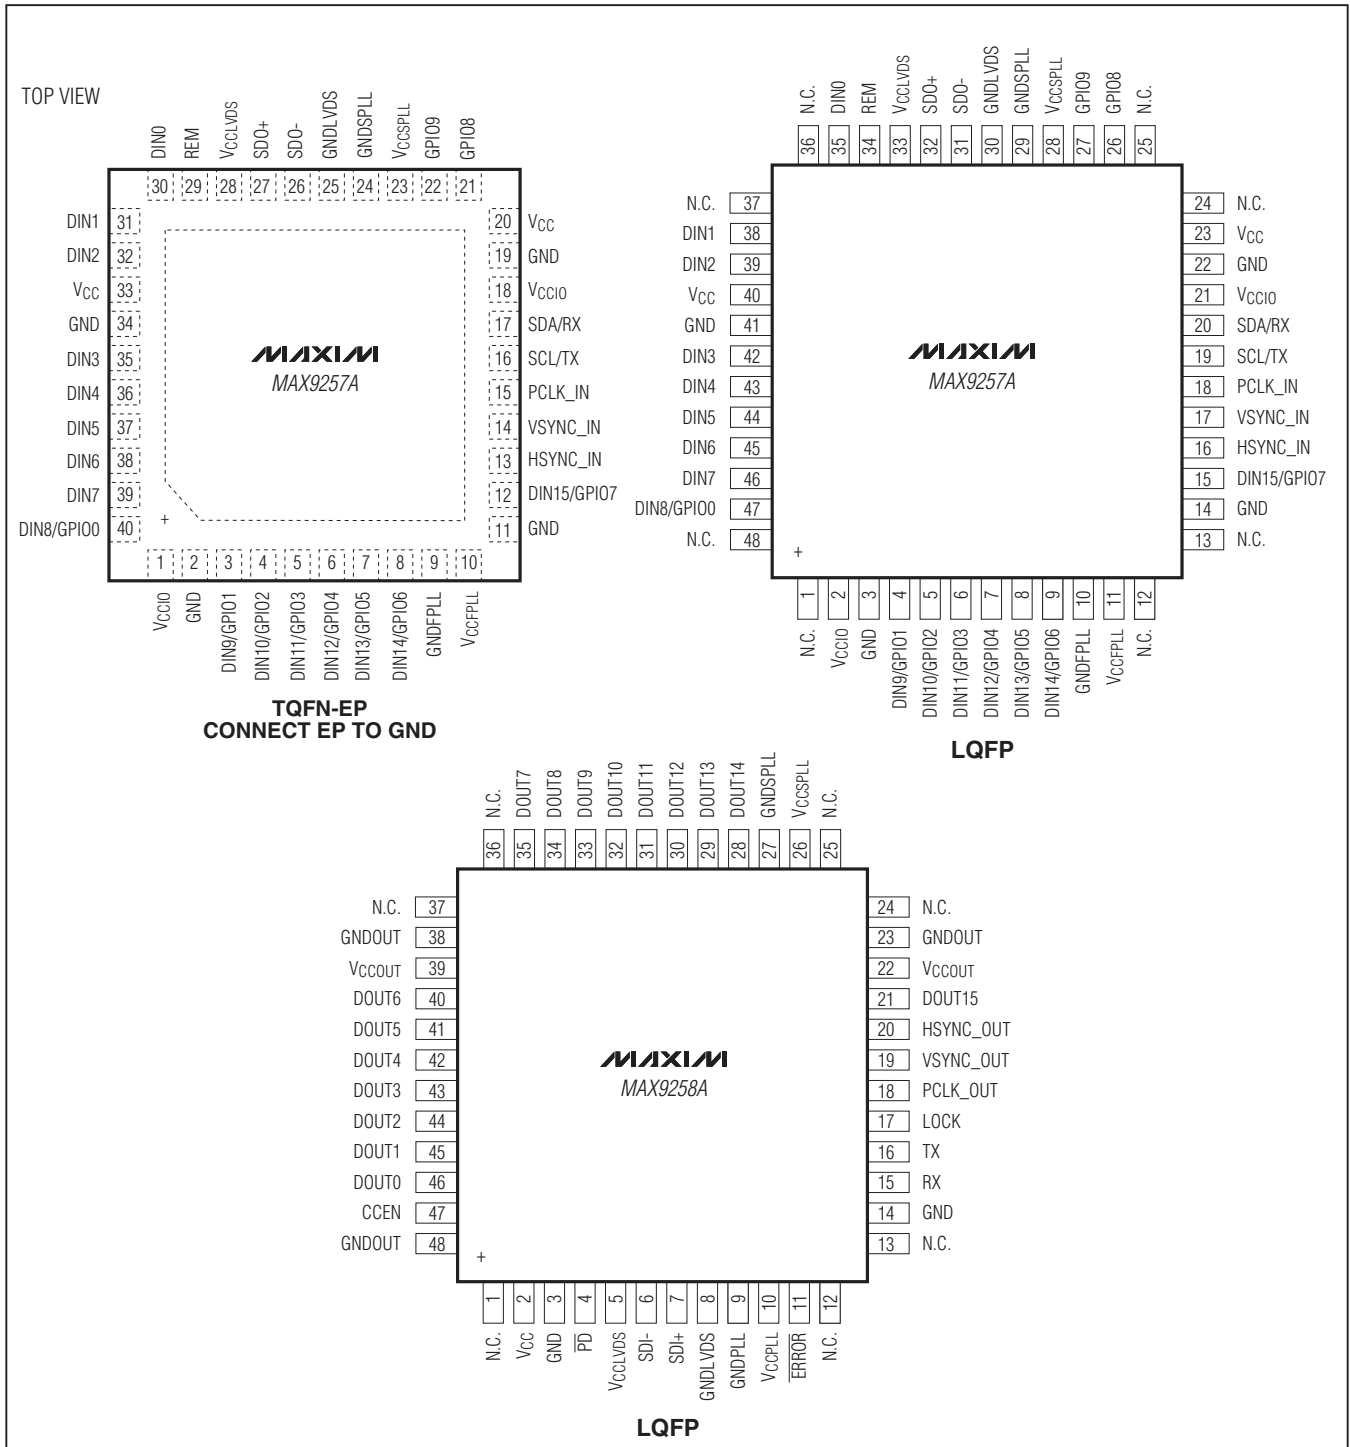 TOP VIEW
DIN0 REM VCCLVDS SDO+ SDO- GNDLVDS GNDSPLL VCCSPLL GPIO9 GPIO8
30 29 28 27 26 25 24 23 22 21
DIN1 31 20 VCC
DIN2 32 19 GND
VCC 33 18 VCCIO
GND 34 17 SDA/RX
DIN3 35 16 SCL/TX
DIN4 36 15 PCLK_IN
DIN5 37 14 VSYNC_IN
DIN6 38 13 HSYNC_IN
DIN7 39 12 DIN15/GPIO7
DIN8/GPIO0 40 11 GND
MAXIM
MAX9257A
+
1 2 3 4 5 6 7 8 9 10
VCCIO GND DIN9/GPIO1 DIN10/GPIO2 DIN11/GPIO3 DIN12/GPIO4 DIN13/GPIO5 DIN14/GPIO6 GNDFPLL VCCFPLL
TQFN-EP
CONNECT EP TO GND
N.C. DIN0 REM VCCLVDS SDO+ SDO- GNDLVDS GNDSPLL VCCSPLL GPIO9 GPIO8 N.C.
36 35 34 33 32 31 30 29 28 27 26 25
N.C. 37 24 N.C.
DIN1 38 23 VCC
DIN2 39 22 GND
VCC 40 21 VCCIO
GND 41 20 SDA/RX
DIN3 42 19 SCL/TX
DIN4 43 18 PCLK_IN
DIN5 44 17 VSYNC_IN
DIN6 45 16 HSYNC_IN
DIN7 46 15 DIN15/GPIO7
DIN8/GPIO0 47 14 GND
N.C. 48 13 N.C.
MAXIM
MAX9257A
+
1 2 3 4 5 6 7 8 9 10 11 12
N.C. VCCIO GND DIN9/GPIO1 DIN10/GPIO2 DIN11/GPIO3 DIN12/GPIO4 DIN13/GPIO5 DIN14/GPIO6 GNDFPLL VCCFPLL N.C.
LQFP
N.C. DOUT7 DOUT8 DOUT9 DOUT10 DOUT11 DOUT12 DOUT13 DOUT14 GNDSPLL VCCSPLL N.C.
36 35 34 33 32 31 30 29 28 27 26 25
N.C. 37 24 N.C.
GNDOUT 38 23 GNDOUT
VCCOUT 39 22 VCCOUT
DOUT6 40 21 DOUT15
DOUT5 41 20 HSYNC_OUT
DOUT4 42 19 VSYNC_OUT
DOUT3 43 18 PCLK_OUT
DOUT2 44 17 LOCK
DOUT1 45 16 TX
DOUT0 46 15 RX
CCEN 47 14 GND
GNDOUT 48 13 N.C.
MAXIM
MAX9258A
+
1 2 3 4 5 6 7 8 9 10 11 12
N.C. VCC GND PD VCCLVDS SDI- SDI+ GNDLVDS GNDPLL VCCPLL ERROR N.C.
LQFP